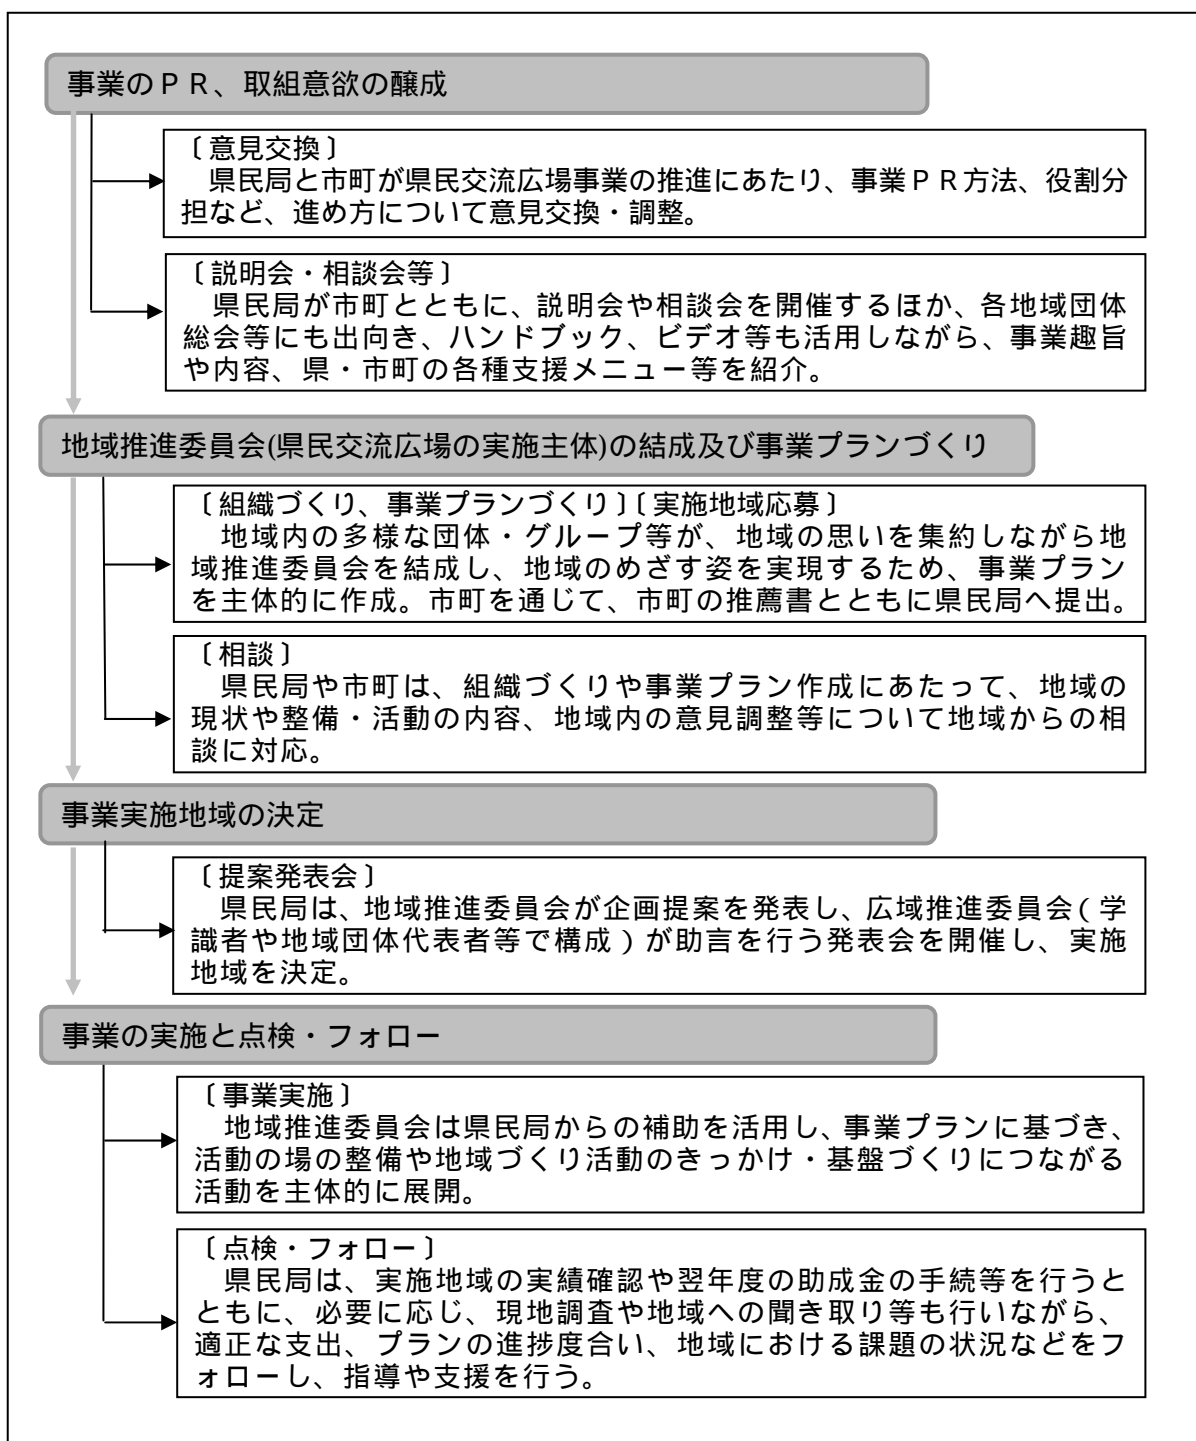 事業のPR、取組意欲の醸成
〔意見交換〕
県民局と市町が県民交流広場事業の推進にあたり、事業PR方法、役割分
担など、進め方について意見交換・調整。
〔説明会・相談会等〕
県民局が市町とともに、説明会や相談会を開催するほか、各地域団体
総会等にも出向き、ハンドブック、ビデオ等も活用しながら、事業趣旨
や内容、県・市町の各種支援メニュー等を紹介。
地域推進委員会(県民交流広場の実施主体)の結成及び事業プランづくり
〔組織づくり、事業プランづくり〕〔実施地域応募〕
地域内の多様な団体・グループ等が、地域の思いを集約しながら地
域推進委員会を結成し、地域のめざす姿を実現するため、事業プラン
を主体的に作成。市町を通じて、市町の推薦書とともに県民局へ提出。
〔相談〕
県民局や市町は、組織づくりや事業プラン作成にあたって、地域の
現状や整備・活動の内容、地域内の意見調整等について地域からの相
談に対応。
事業実施地域の決定
〔提案発表会〕
県民局は、地域推進委員会が企画提案を発表し、広域推進委員会(学
識者や地域団体代表者等で構成)が助言を行う発表会を開催し、実施
地域を決定。
事業の実施と点検・フォロー
〔事業実施〕
地域推進委員会は県民局からの補助を活用し、事業プランに基づき、
活動の場の整備や地域づくり活動のきっかけ・基盤づくりにつながる
活動を主体的に展開。
〔点検・フォロー〕
県民局は、実施地域の実績確認や翌年度の助成金の手続等を行うと
ともに、必要に応じ、現地調査や地域への聞き取り等も行いながら、
適正な支出、プランの進捗度合い、地域における課題の状況などをフ
ォローし、指導や支援を行う。